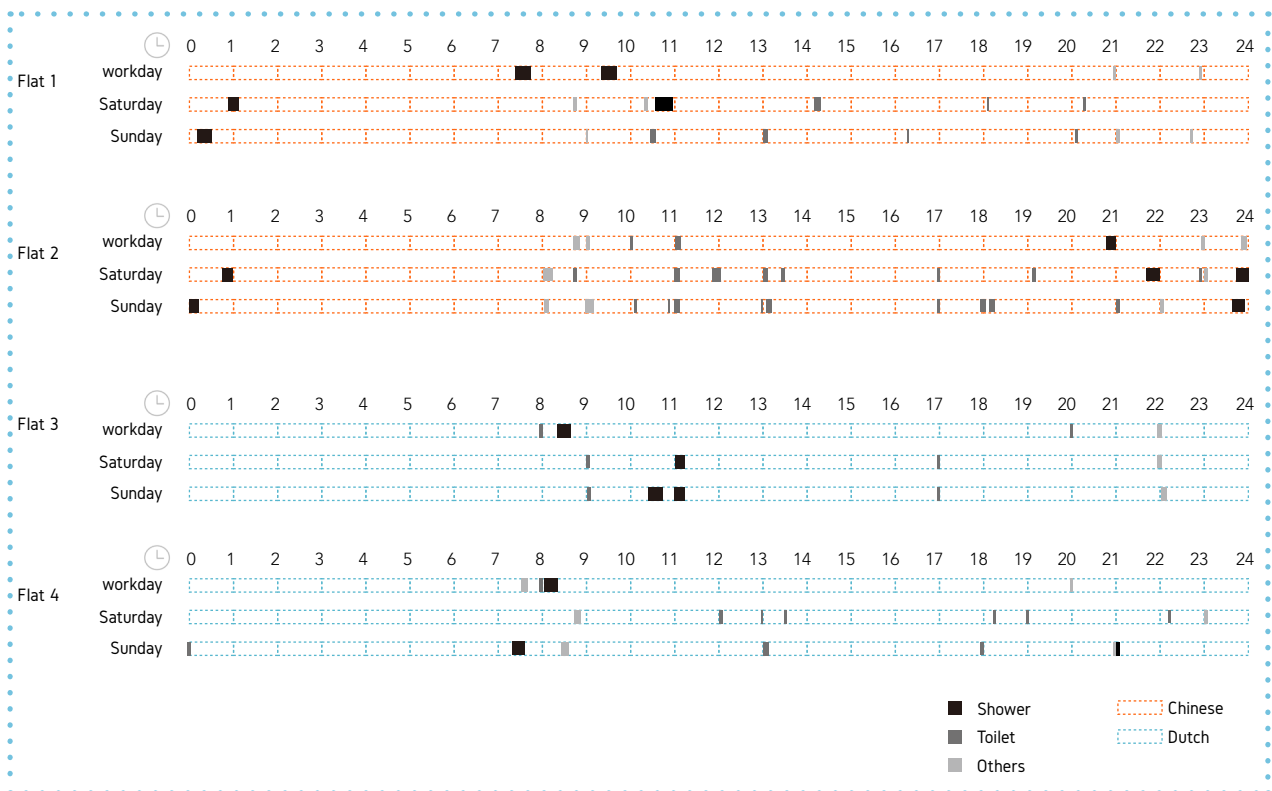 0 1 2 3 4 5 6 7 8 9 10 11 12 13 14 15 16 17 18 19 20 21 22 23 24
workday
Flat 1
Saturday
Sunday
0 1 2 3 4 5 6 7 8 9 10 11 12 13 14 15 16 17 18 19 20 21 22 23 24
workday
Flat 2
Saturday
Sunday
0 1 2 3 4 5 6 7 8 9 10 11 12 13 14 15 16 17 18 19 20 21 22 23 24
Flat 3
workday
Saturday
Sunday
0 1 2 3 4 5 6 7 8 9 10 11 12 13 14 15 16 17 18 19 20 21 22 23 24
workday
Flat 4
Saturday
Sunday
Shower Chinese
Toilet Dutch
Others